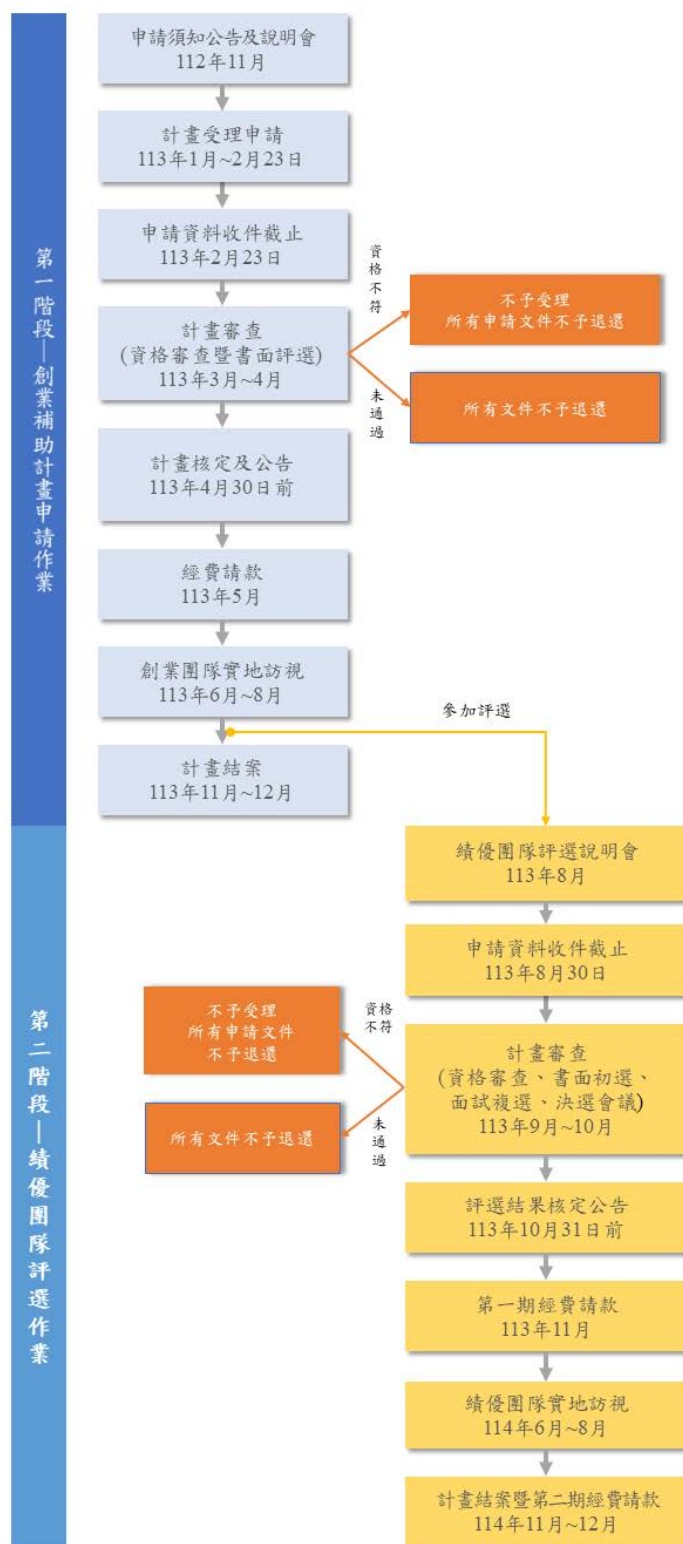 第一階段—創業補助計畫申請作業
申請須知公告及說明會
112年11月
計畫受理申請
113年1月~2月23日
申請資料收件截止
113年2月23日
計畫審查
(資格審查暨書面評選)
113年3月~4月
資格不符
不予受理
所有申請文件不予退還
未通過
所有文件不予退還
計畫核定及公告
113年4月30日前
經費請款
113年5月
創業團隊實地訪視
113年6月~8月
參加評選
計畫結案
113年11月~12月
第二階段—績優團隊評選作業
績優團隊評選說明會
113年8月
申請資料收件截止
113年8月30日
計畫審查
(資格審查、書面初選、
面試複選、決選會議)
113年9月~10月
資格
不符
不予受理
所有申請文件
不予退還
未通過
所有文件不予退還
評選結果核定公告
113年10月31日前
第一期經費請款
113年11月
績優團隊實地訪視
114年6月~8月
計畫結案暨第二期經費請款
114年11月~12月